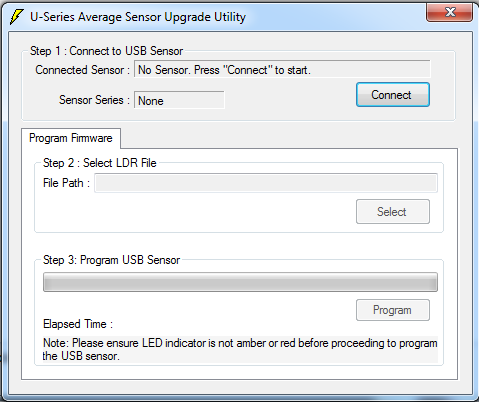 U-Series Average Sensor Upgrade Utility
Step 1 : Connect to USB Sensor
Connected Sensor : No Sensor. Press "Connect" to start.
Sensor Series : None
Connect
Program Firmware
Step 2 : Select LDR File
File Path :
Select
Step 3: Program USB Sensor
Program
Elapsed Time :
Note: Please ensure LED indicator is not amber or red before proceeding to program
the USB sensor.